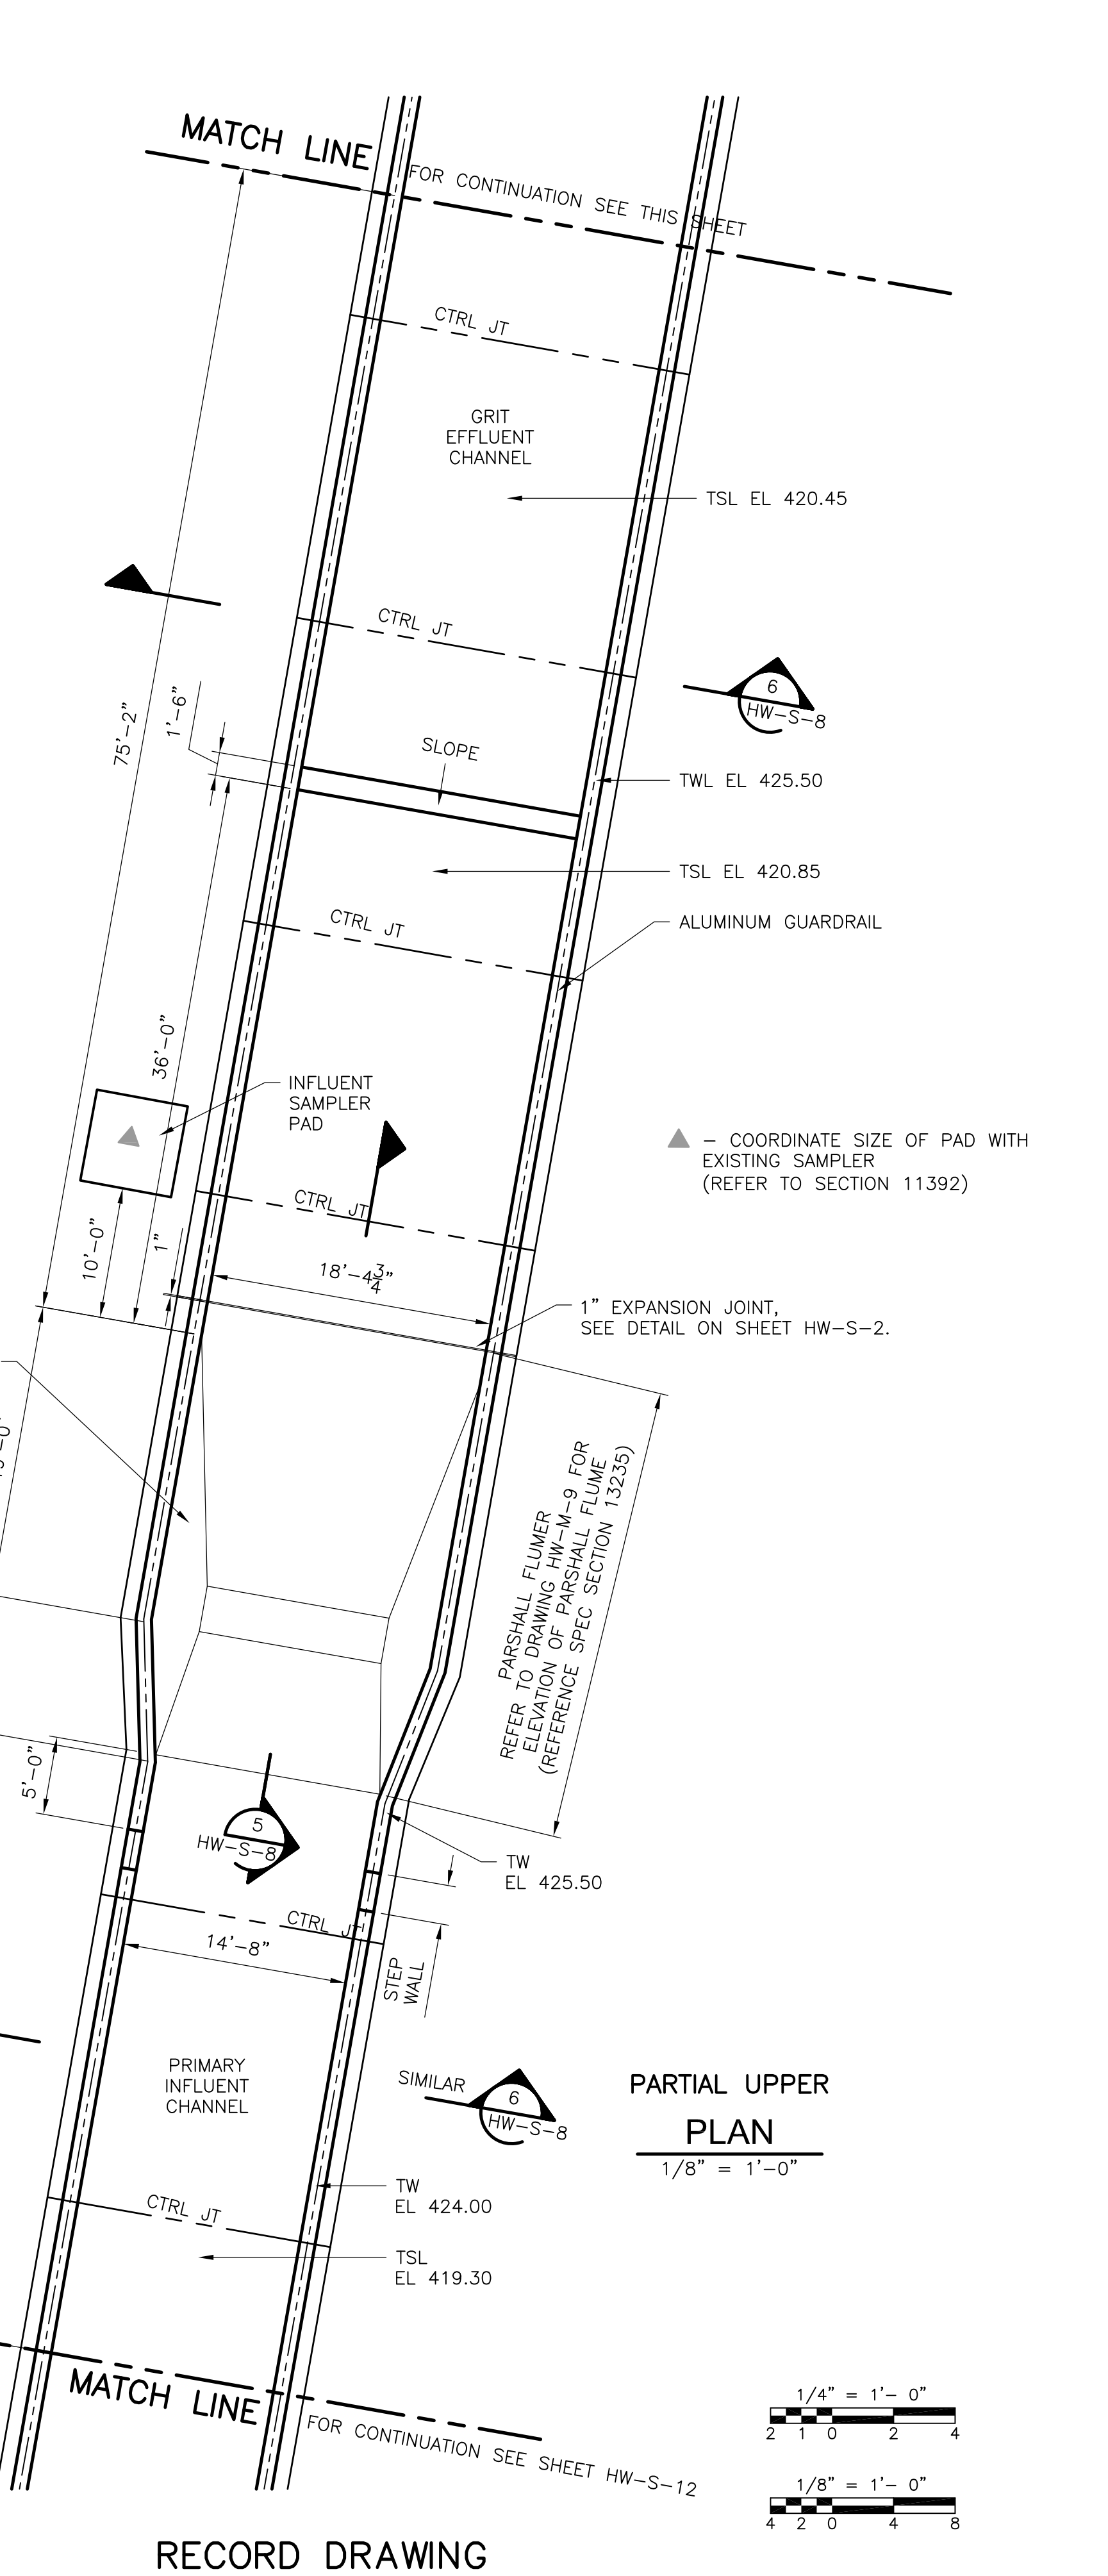 MATCH LINE
FOR CONTINUATION SEE THIS SHEET
CTRL JT
GRIT
EFFLUENT
CHANNEL
TSL EL 420.45
CTRL JT
6
HW-S-8
75'-2"
1'-6"
SLOPE
TWL EL 425.50
TSL EL 420.85
CTRL JT
ALUMINUM GUARDRAIL
36'-0"
INFLUENT
SAMPLER
PAD
– COORDINATE SIZE OF PAD WITH
EXISTING SAMPLER
(REFER TO SECTION 11392)
CTRL JT
10'-0"
1"
18'-4 3/4"
1" EXPANSION JOINT,
SEE DETAIL ON SHEET HW-S-2.
PARSHALL FLUMER
REFER TO DRAWING HW-M-9 FOR
ELEVATION OF PARSHALL FLUME
(REFERENCE SPEC SECTION 13235)
5'-0"
5
HW-S-8
TW
EL 425.50
CTRL JT
14'-8"
STEP
WALL
PRIMARY
INFLUENT
CHANNEL
SIMILAR
6
HW-S-8
PARTIAL UPPER
PLAN
1/8" = 1'-0"
TW
EL 424.00
CTRL JT
TSL
EL 419.30
MATCH LINE
FOR CONTINUATION SEE SHEET HW-S-12
1/4" = 1'- 0"
2 1 0 2 4
1/8" = 1'- 0"
4 2 0 4 8
RECORD DRAWING